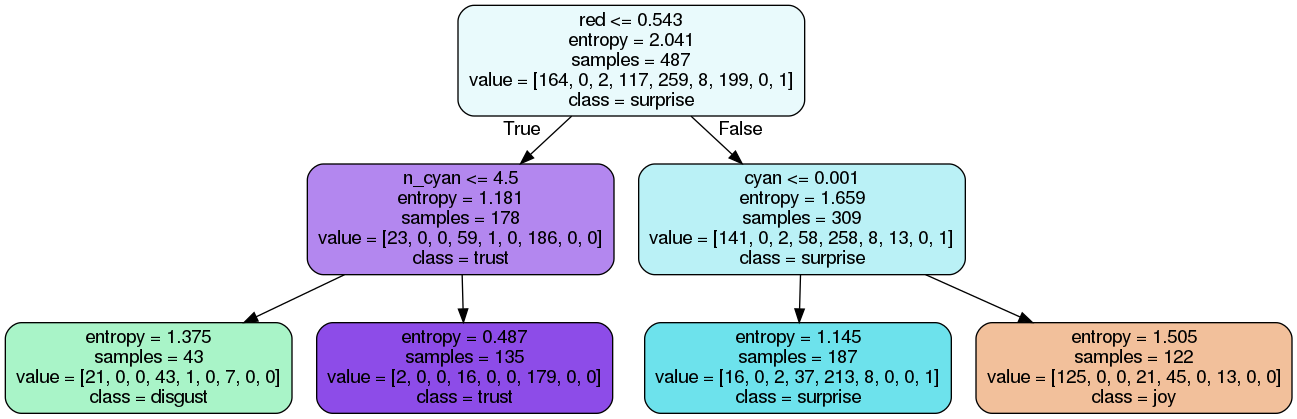 red <= 0.543
entropy = 2.041
samples = 487
value = [164, 0, 2, 117, 259, 8, 199, 0, 1]
class = surprise
True
False
n_cyan <= 4.5
entropy = 1.181
samples = 178
value = [23, 0, 0, 59, 1, 0, 186, 0, 0]
class = trust
cyan <= 0.001
entropy = 1.659
samples = 309
value = [141, 0, 2, 58, 258, 8, 13, 0, 1]
class = surprise
entropy = 1.375
samples = 43
value = [21, 0, 0, 43, 1, 0, 7, 0, 0]
class = disgust
entropy = 0.487
samples = 135
value = [2, 0, 0, 16, 0, 0, 179, 0, 0]
class = trust
entropy = 1.145
samples = 187
value = [16, 0, 2, 37, 213, 8, 0, 0, 1]
class = surprise
entropy = 1.505
samples = 122
value = [125, 0, 0, 21, 45, 0, 13, 0, 0]
class = joy